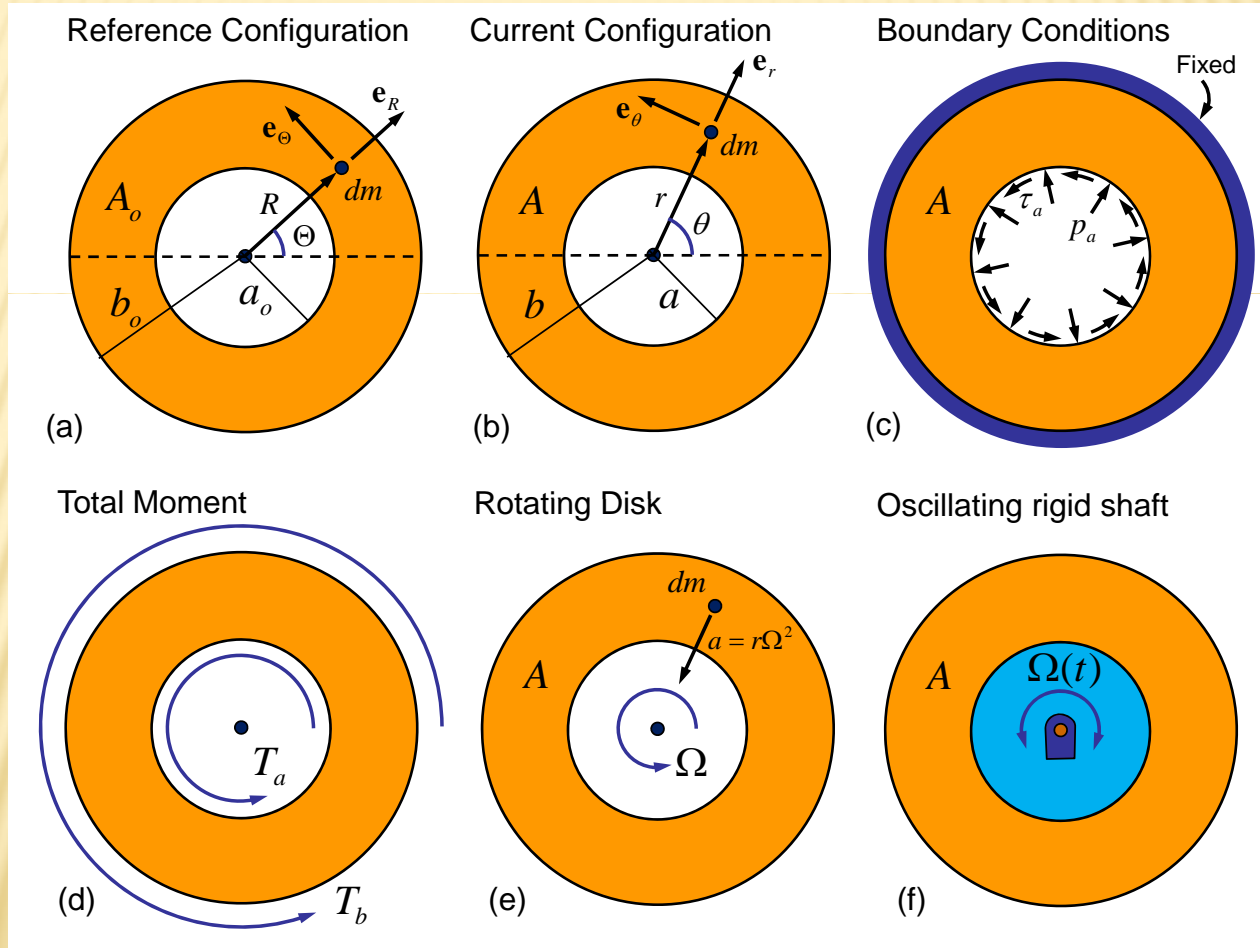 Reference Configuration
Current Configuration
Boundary Conditions
Fixed
e_R
e_Θ
dm
A_o
R
Θ
b_o
a_o
(a)
e_r
e_θ
dm
A
r
θ
b
a
(b)
A
τ_a
p_a
(c)
Total Moment
Rotating Disk
Oscillating rigid shaft
T_a
T_b
(d)
dm
a = rΩ²
A
Ω
(e)
A
Ω(t)
(f)